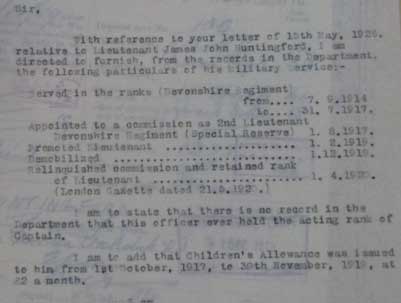 Sir,
With reference to your letter of 15th May, 1926,
relative to Lieutenant James John Huntingford, I am
directed to furnish, from the records in the Department,
the following particulars of his Military Service:-
Served in the ranks (Devonshire Regiment)
from.... 7. 9.1914
to..... 31. 7.1917.
Appointed to a commission as 2nd Lieutenant
Devonshire Regiment (Special Reserve) 1. 8.1917.
Promoted Lieutenant .................. 1. 2.1919.
Demobilized .......................... 1.12.1919.
Relinquished commission and retained rank
of Lieutenant ........................ 1. 4.1920.
(London Gazette dated 21.5.1920.)
I am to state that there is no record in the
Department that this officer ever held the acting rank of
Captain.
I am to add that Children's Allowance was issued
to him from 1st October, 1917, to 30th November, 1919, at
£2 a month.